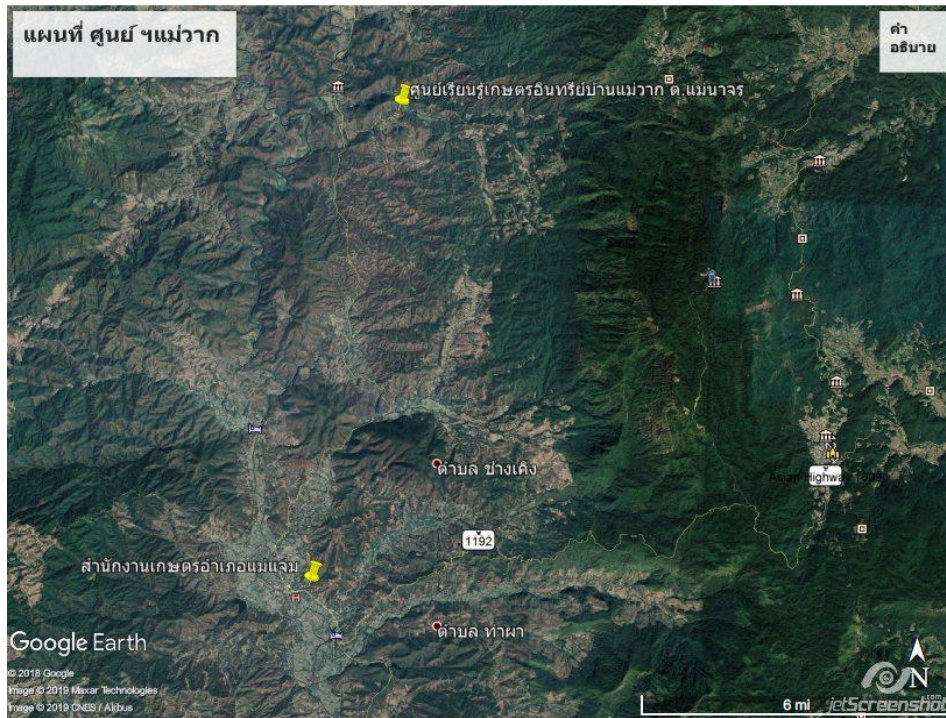 แผนที่ ศูนย์ ฯแม่วาก
คำ
อธิบาย
ศูนย์เรียนรู้เกษตรอินทรีย์บ้านแม่วาก ต.แม่นาจร
ตำบล ช่างเคิ่ง
Asian Highway
1192
สำนักงานเกษตรอำเภอแม่แจ่ม
ตำบล ท่าผา
Google Earth
© 2018 Google
Image © 2019 Maxar Technologies
Image © 2019 CNES / Airbus
N
6 mi
jetScreenshot
.com